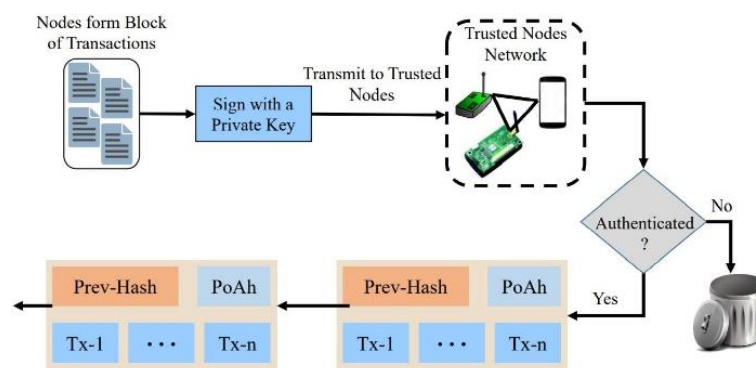 Nodes form Block
of Transactions
Sign with a
Private Key
Transmit to Trusted
Nodes
Trusted Nodes
Network
Authenticated
?
No
Yes
Prev-Hash
PoAh
Tx-1
• • •
Tx-n
Prev-Hash
PoAh
Tx-1
• • •
Tx-n